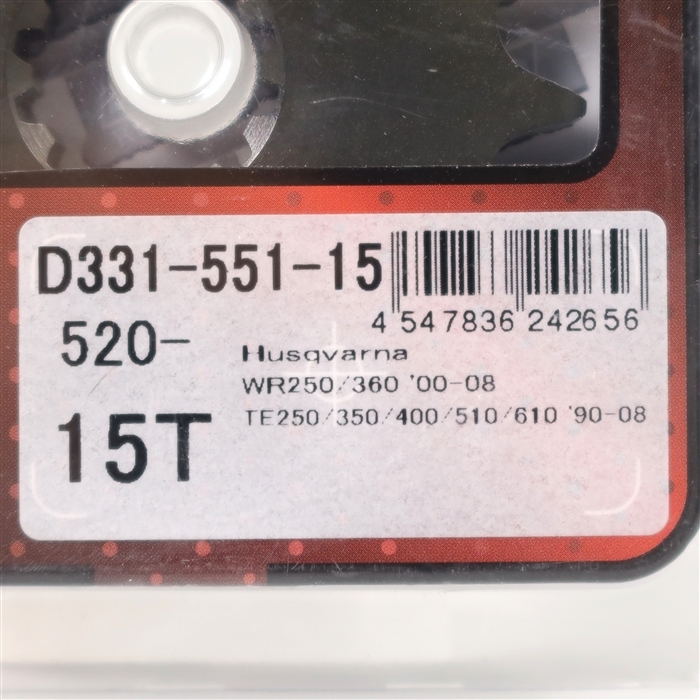 D331-551-15
4 547836 242656
520-
Husqvarna
WR250/360 '00-08
15T
TE250/350/400/510/610 '90-08